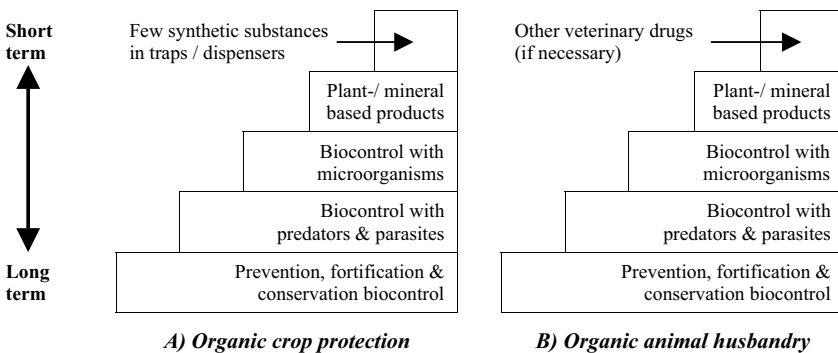 Short
term
Long
term
Few synthetic substances
in traps / dispensers
Plant-/ mineral
based products
Biocontrol with
microorganisms
Biocontrol with
predators & parasites
Prevention, fortification &
conservation biocontrol
A) Organic crop protection
Other veterinary drugs
(if necessary)
Plant-/ mineral
based products
Biocontrol with
microorganisms
Biocontrol with
predators & parasites
Prevention, fortification &
conservation biocontrol
B) Organic animal husbandry